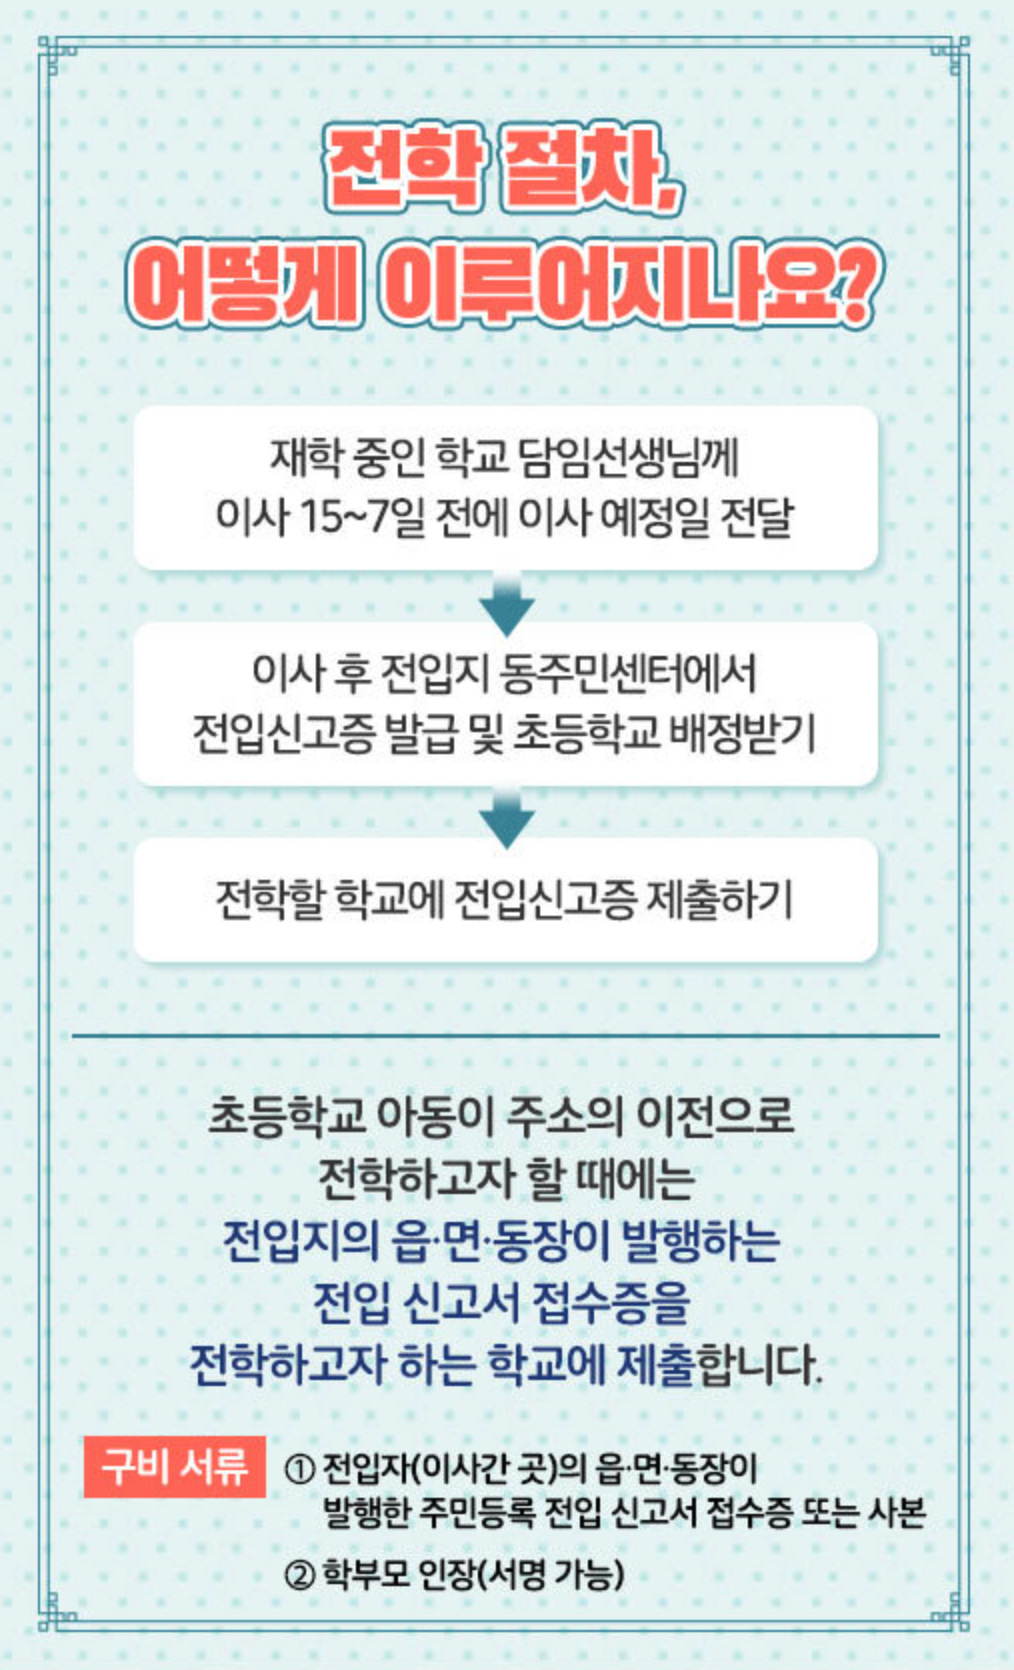 전학 절차,
어떻게 이루어지나요?
재학 중인 학교 담임선생님께
이사 15~7일 전에 이사 예정일 전달
이사 후 전입지 동주민센터에서
전입신고증 발급 및 초등학교 배정받기
전학할 학교에 전입신고증 제출하기
초등학교 아동이 주소의 이전으로
전학하고자 할 때에는
전입지의 읍·면·동장이 발행하는
전입 신고서 접수증을
전학하고자 하는 학교에 제출합니다.
구비 서류
① 전입자(이사간 곳)의 읍·면·동장이
발행한 주민등록 전입 신고서 접수증 또는 사본
② 학부모 인장(서명 가능)